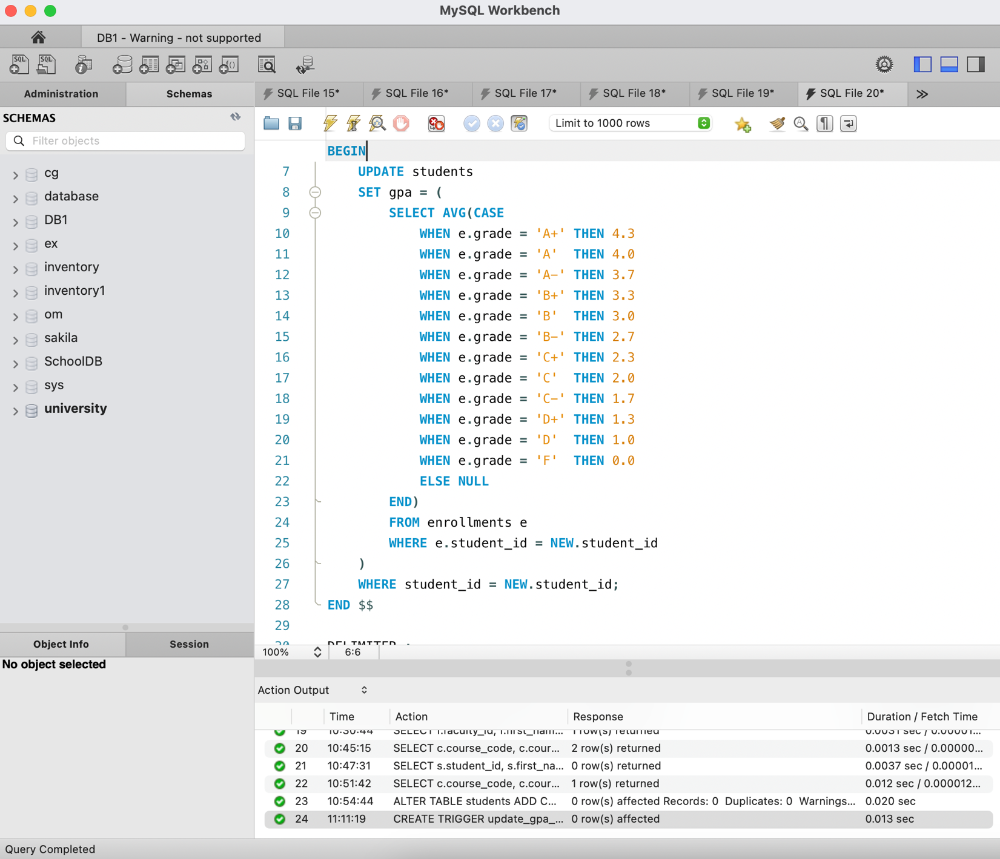 MySQL Workbench
DB1 - Warning - not supported
Administration
Schemas
SQL File 15*
SQL File 16*
SQL File 17*
SQL File 18*
SQL File 19*
SQL File 20*
SCHEMAS
Filter objects
cg
database
DB1
ex
inventory
inventory1
om
sakila
SchoolDB
sys
university
Object Info
Session
No object selected
Limit to 1000 rows
BEGIN
7 UPDATE students
8 SET gpa = (
9 SELECT AVG(CASE
10 WHEN e.grade = 'A+' THEN 4.3
11 WHEN e.grade = 'A' THEN 4.0
12 WHEN e.grade = 'A-' THEN 3.7
13 WHEN e.grade = 'B+' THEN 3.3
14 WHEN e.grade = 'B' THEN 3.0
15 WHEN e.grade = 'B-' THEN 2.7
16 WHEN e.grade = 'C+' THEN 2.3
17 WHEN e.grade = 'C' THEN 2.0
18 WHEN e.grade = 'C-' THEN 1.7
19 WHEN e.grade = 'D+' THEN 1.3
20 WHEN e.grade = 'D' THEN 1.0
21 WHEN e.grade = 'F' THEN 0.0
22 ELSE NULL
23 END)
24 FROM enrollments e
25 WHERE e.student_id = NEW.student_id
26 )
27 WHERE student_id = NEW.student_id;
28 END $$
29
30 DELIMITER ;
100% 6:6
Action Output
Time Action Response Duration / Fetch Time
19 10:30:44 SELECT f.faculty_id, f.first_nam... 1 row(s) returned 0.0031 sec / 0.00001...
20 10:45:15 SELECT c.course_code, c.cour... 2 row(s) returned 0.0013 sec / 0.00000...
21 10:47:31 SELECT s.student_id, s.first_na... 0 row(s) returned 0.0037 sec / 0.00001...
22 10:51:42 SELECT c.course_code, c.cour... 1 row(s) returned 0.012 sec / 0.000012...
23 10:54:44 ALTER TABLE students ADD C... 0 row(s) affected Records: 0 Duplicates: 0 Warnings... 0.020 sec
24 11:11:19 CREATE TRIGGER update_gpa_... 0 row(s) affected 0.013 sec
Query Completed